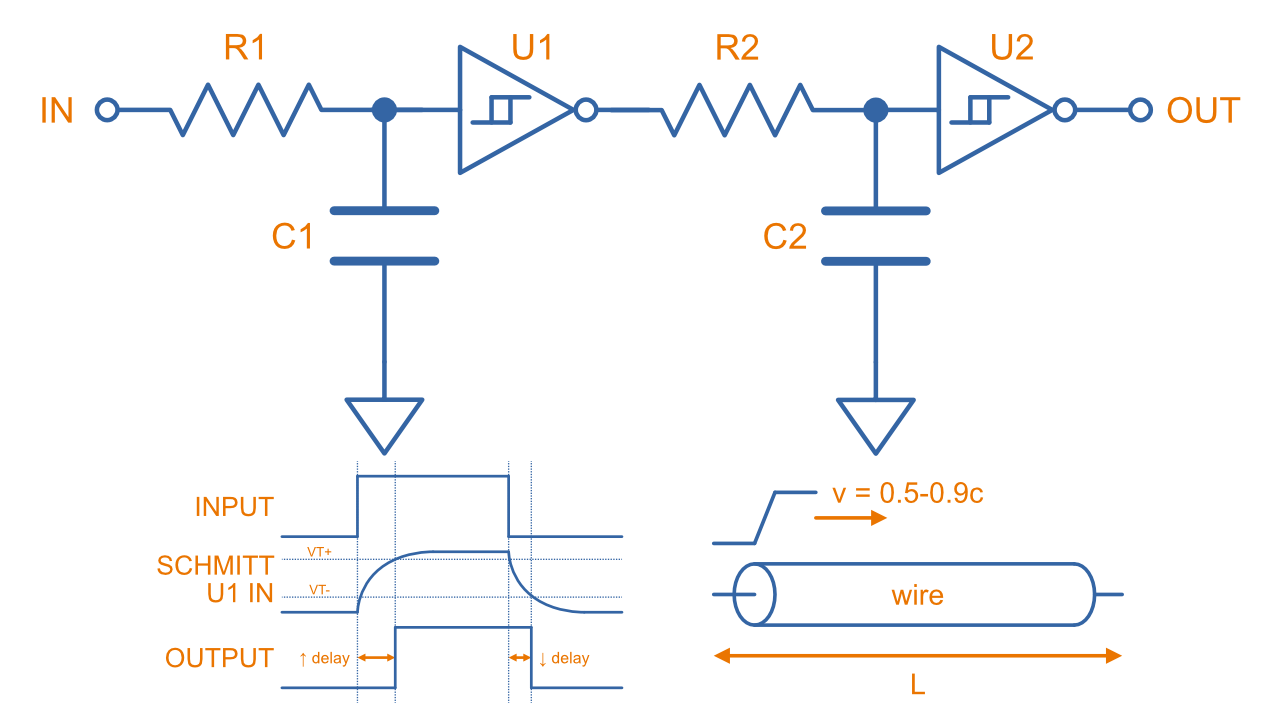 R1
U1
R2
U2
IN
OUT
C1
C2
INPUT
VT+
SCHMITT
U1 IN
VT-
OUTPUT
↑ delay
↓ delay
v = 0.5-0.9c
wire
L